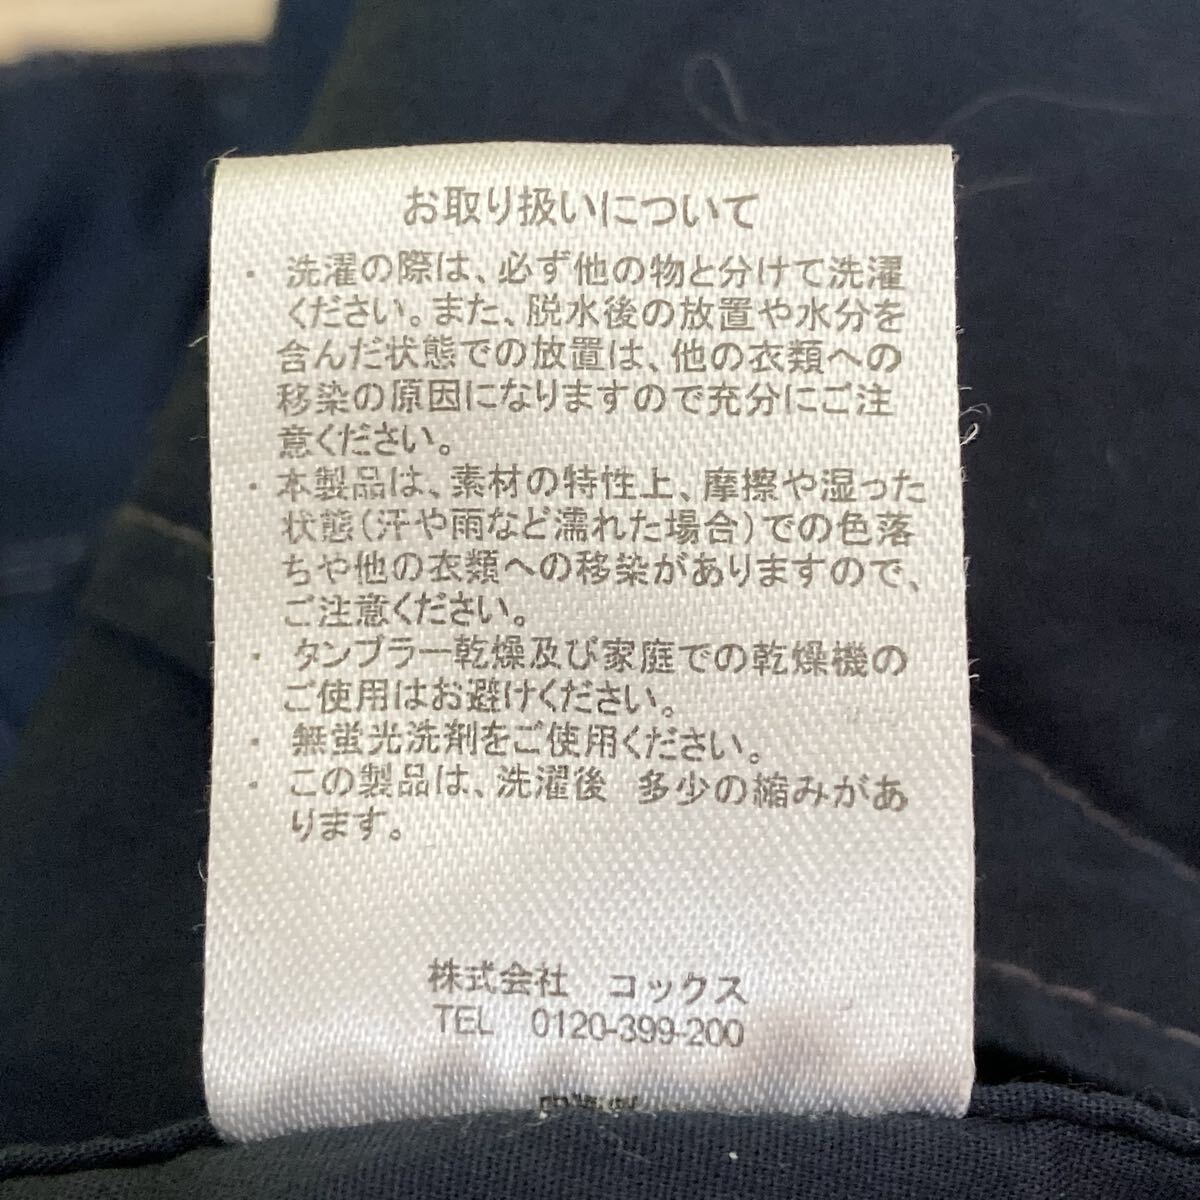 お取り扱いについて
・ 洗濯の際は、必ず他の物と分けて洗濯
ください。また、脱水後の放置や水分を
含んだ状態での放置は、他の衣類への
移染の原因になりますので充分にご注
意ください。
・ 本製品は、素材の特性上、摩擦や湿った
状態(汗や雨など濡れた場合)での色落
ちや他の衣類への移染がありますので、
ご注意ください。
・ タンブラー乾燥及び家庭での乾燥機の
ご使用はお避けください。
・ 無蛍光洗剤をご使用ください。
・ この製品は、洗濯後 多少の縮みがあ
ります。
株式会社 コックス
TEL 0120-399-200